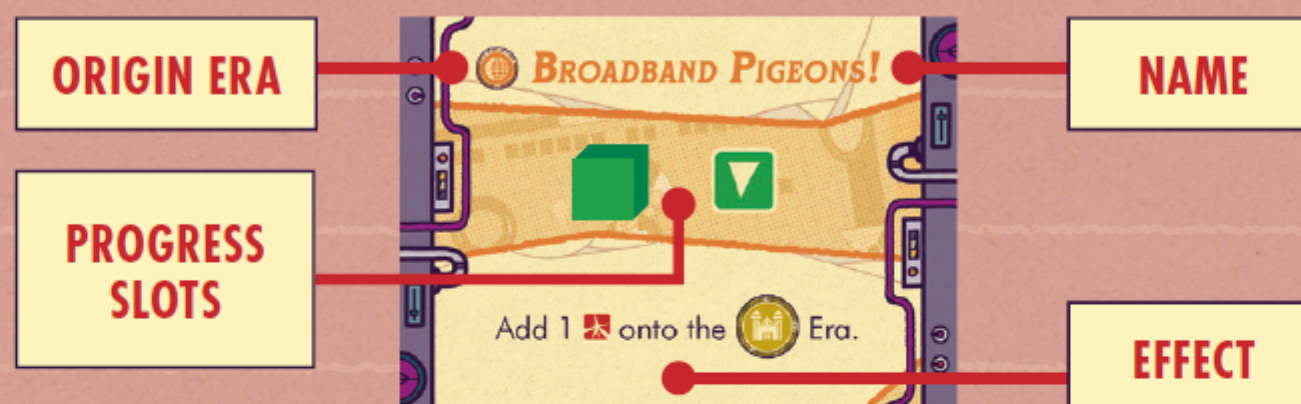 ORIGIN ERA
BROADBAND PIGEONS!
NAME
PROGRESS
SLOTS
Add 1 onto the Era.
EFFECT